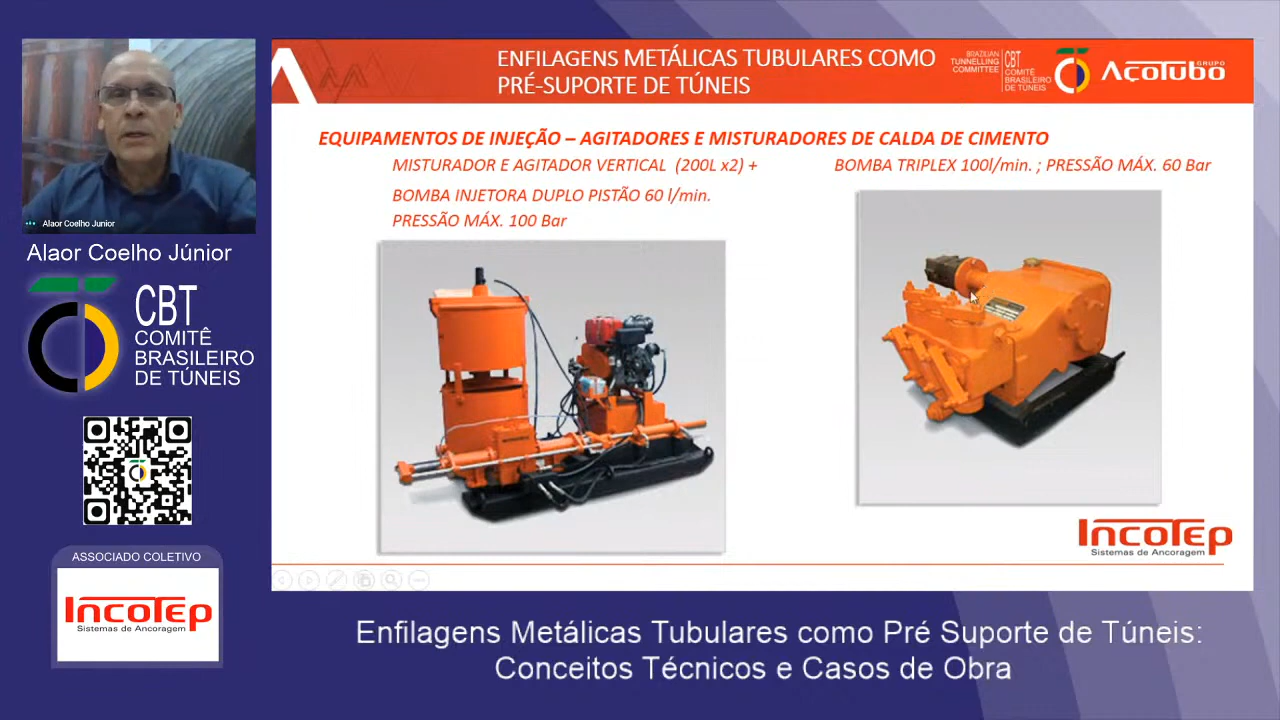 Alaor Coelho Junior
Alaor Coelho Júnior
CBT
COMITÊ
BRASILEIRO
DE TÚNEIS
ASSOCIADO COLETIVO
INCOTEP
Sistemas de Ancoragem
ENFILAGENS METÁLICAS TUBULARES COMO
PRÉ-SUPORTE DE TÚNEIS
BRAZILIAN
TUNNELLING
COMMITTEE
CBT
COMITÊ
BRASILEIRO
DE TÚNEIS
GRUPO
AÇOTUBO
EQUIPAMENTOS DE INJEÇÃO – AGITADORES E MISTURADORES DE CALDA DE CIMENTO
MISTURADOR E AGITADOR VERTICAL (200L x2) +
BOMBA INJETORA DUPLO PISTÃO 60 l/min.
PRESSÃO MÁX. 100 Bar
BOMBA TRIPLEX 100l/min. ; PRESSÃO MÁX. 60 Bar
INCOTEP
Sistemas de Ancoragem
Enfilagens Metálicas Tubulares como Pré Suporte de Túneis:
Conceitos Técnicos e Casos de Obra